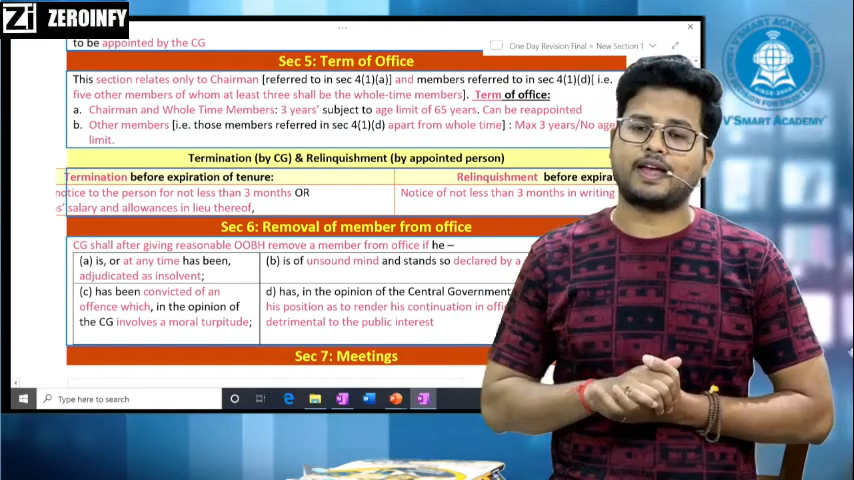 Zi ZEROINFY
to be appointed by the CG
One Day Revision Final > New Section 1
Sec 5: Term of Office
This section relates only to Chairman [referred to in sec 4(1)(a)] and members referred to in sec 4(1)(d)[ i.e.
five other members of whom at least three shall be the whole-time members]. Term of office:
a. Chairman and Whole Time Members: 3 years' subject to age limit of 65 years. Can be reappointed
b. Other members [i.e. those members referred in sec 4(1)(d) apart from whole time] : Max 3 years/No age
limit.
Termination (by CG) & Relinquishment (by appointed person)
Termination before expiration of tenure:
Relinquishment before expirat
notice to the person for not less than 3 months OR
Notice of not less than 3 months in writing
s' salary and allowances in lieu thereof,
Sec 6: Removal of member from office
CG shall after giving reasonable OOBH remove a member from office if he –
(a) is, or at any time has been,
adjudicated as insolvent;
(b) is of unsound mind and stands so declared by a
(c) has been convicted of an
offence which, in the opinion of
the CG involves a moral turpitude;
d) has, in the opinion of the Central Government
his position as to render his continuation in offi
detrimental to the public interest
Sec 7: Meetings
Type here to search
V'SMART ACADEMY
SINCE-2004
V'SMART ACADEMY